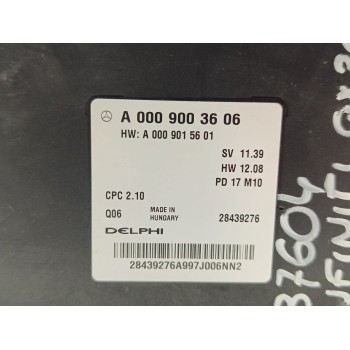 A 000 900 36 06
HW: A 000 901 56 01
SV 11.39
HW 12.08
PD 17 M10
CPC 2.10
Q06
MADE IN
HUNGARY
28439276
DELPHI
28439276A997J006NN2
37604